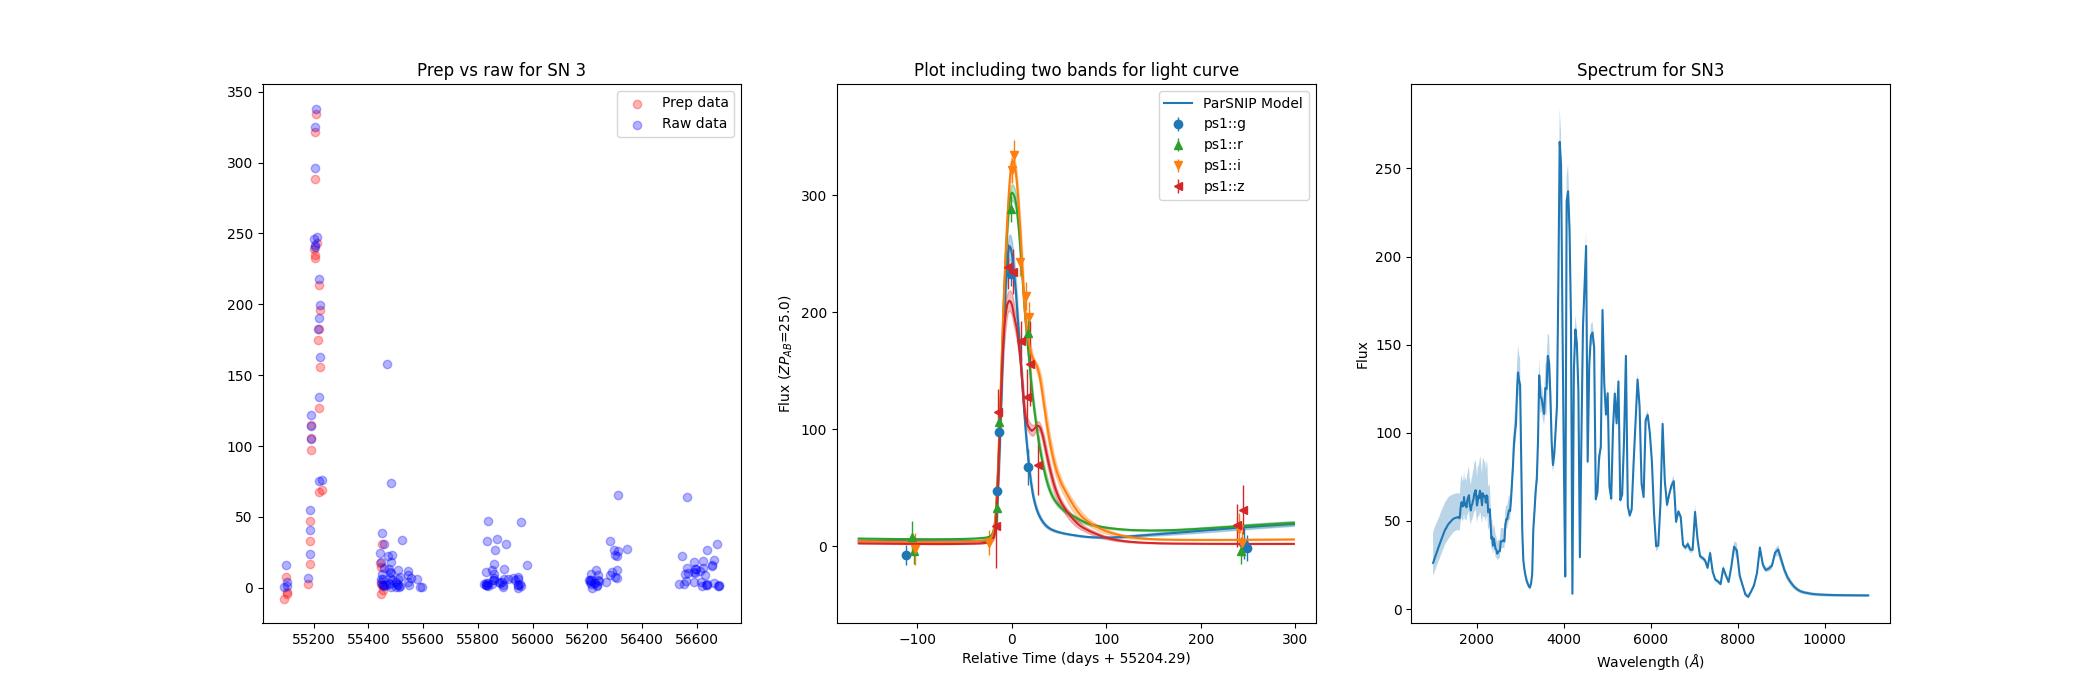 Prep vs raw for SN 3
Prep data
Raw data
350
300
250
200
150
100
50
0
55200 55400 55600 55800 56000 56200 56400 56600
Plot including two bands for light curve
ParSNIP Model
ps1::g
ps1::r
ps1::i
ps1::z
Flux (ZP_{AB}=25.0)
300
200
100
0
−100 0 100 200 300
Relative Time (days + 55204.29)
Spectrum for SN3
Flux
250
200
150
100
50
0
2000 4000 6000 8000 10000
Wavelength (Å)